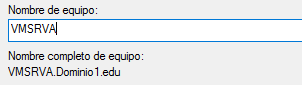 Nombre de equipo:
VMSRVA
Nombre completo de equipo:
VMSRVA.Dominio1.edu